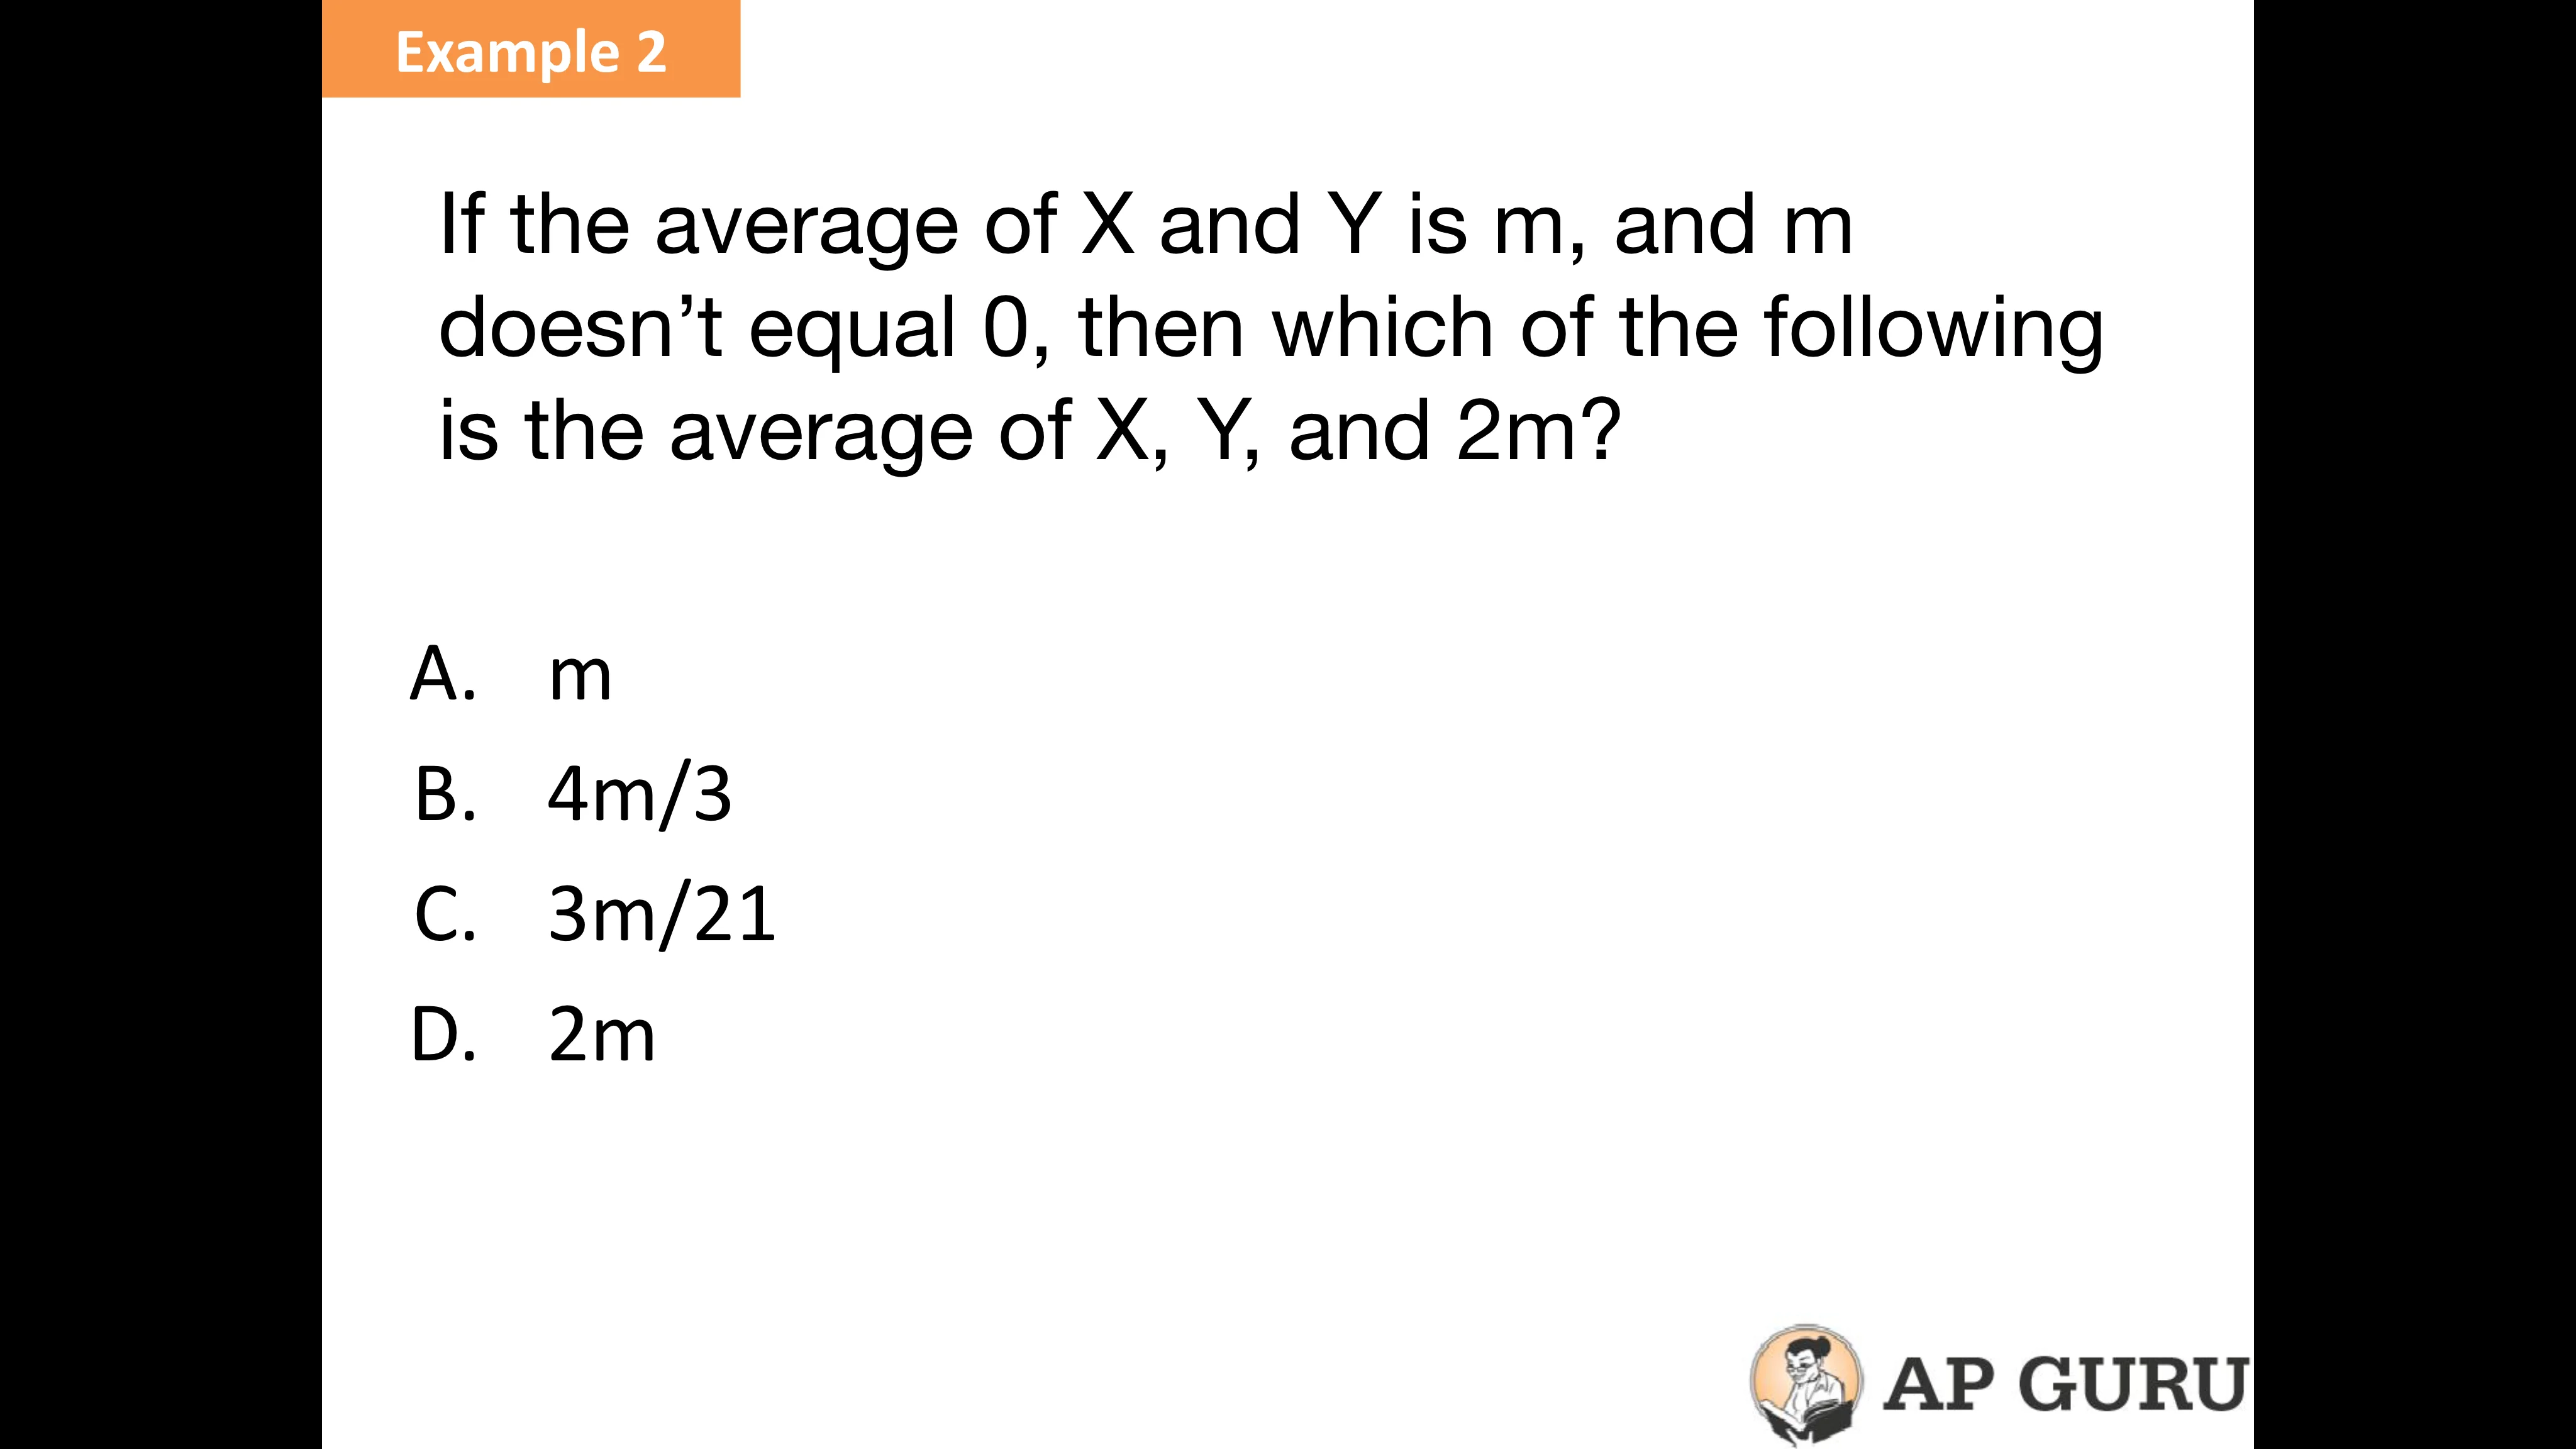 Example 2
If the average of X and Y is m, and m
doesn’t equal 0, then which of the following
is the average of X, Y, and 2m?
A. m
B. 4m/3
C. 3m/21
D. 2m
AP GURU